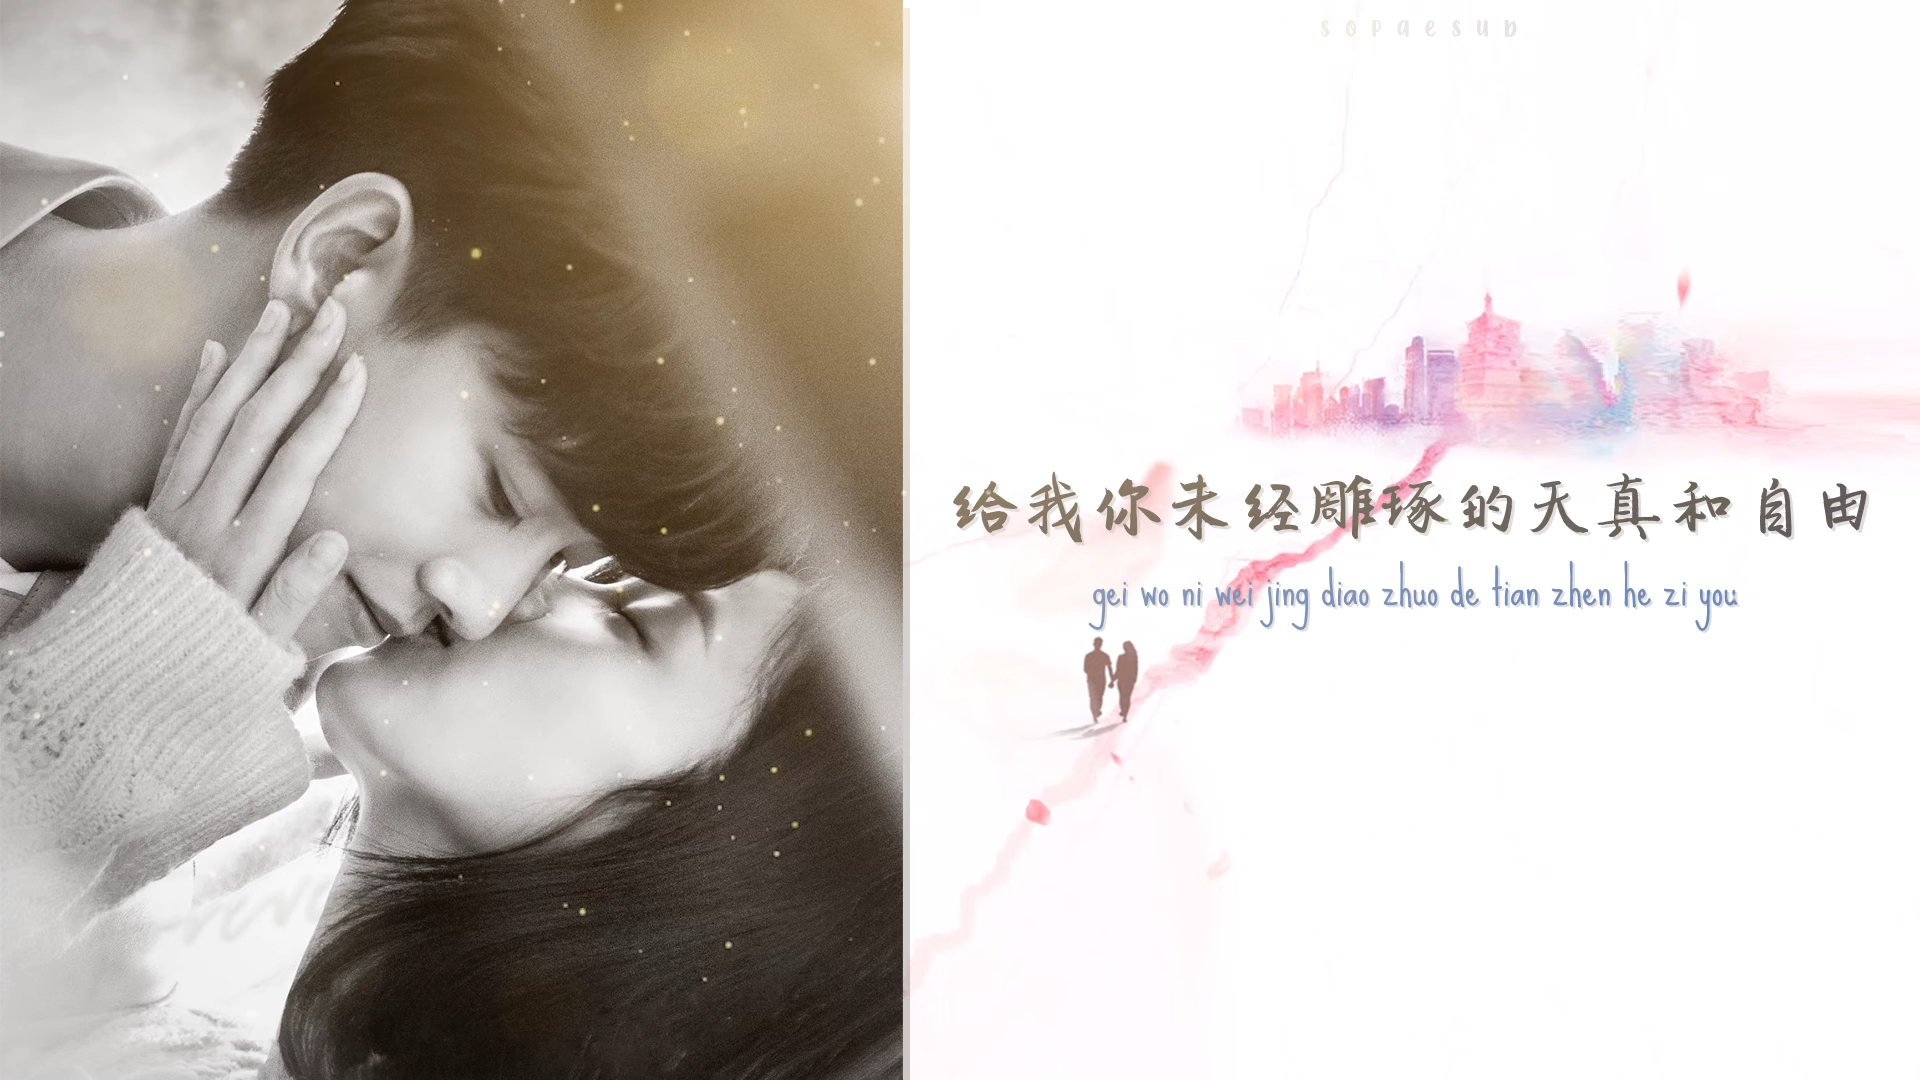 sopaesub
给我你未经雕琢的天真和自由
gei wo ni wei jing diao zhuo de tian zhen he zi you